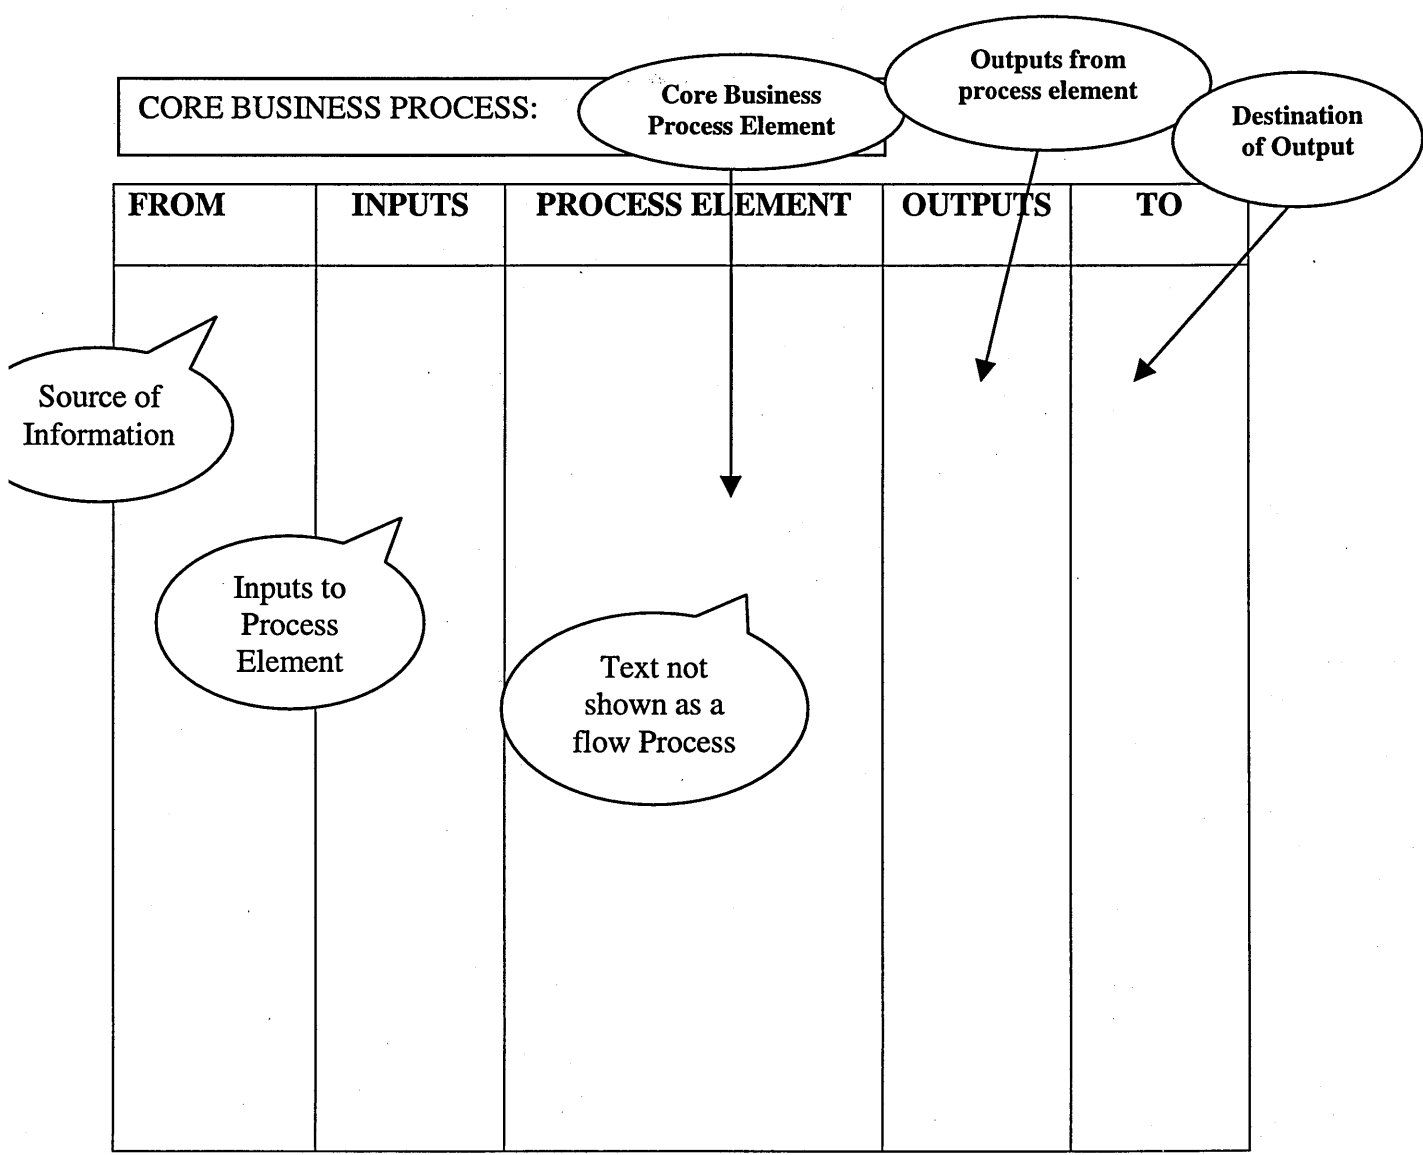 CORE BUSINESS PROCESS:
Core Business
Process Element
Outputs from
process element
Destination
of Output
FROM
INPUTS
PROCESS ELEMENT
OUTPUTS
TO
Source of
Information
Inputs to
Process
Element
Text not
shown as a
flow Process